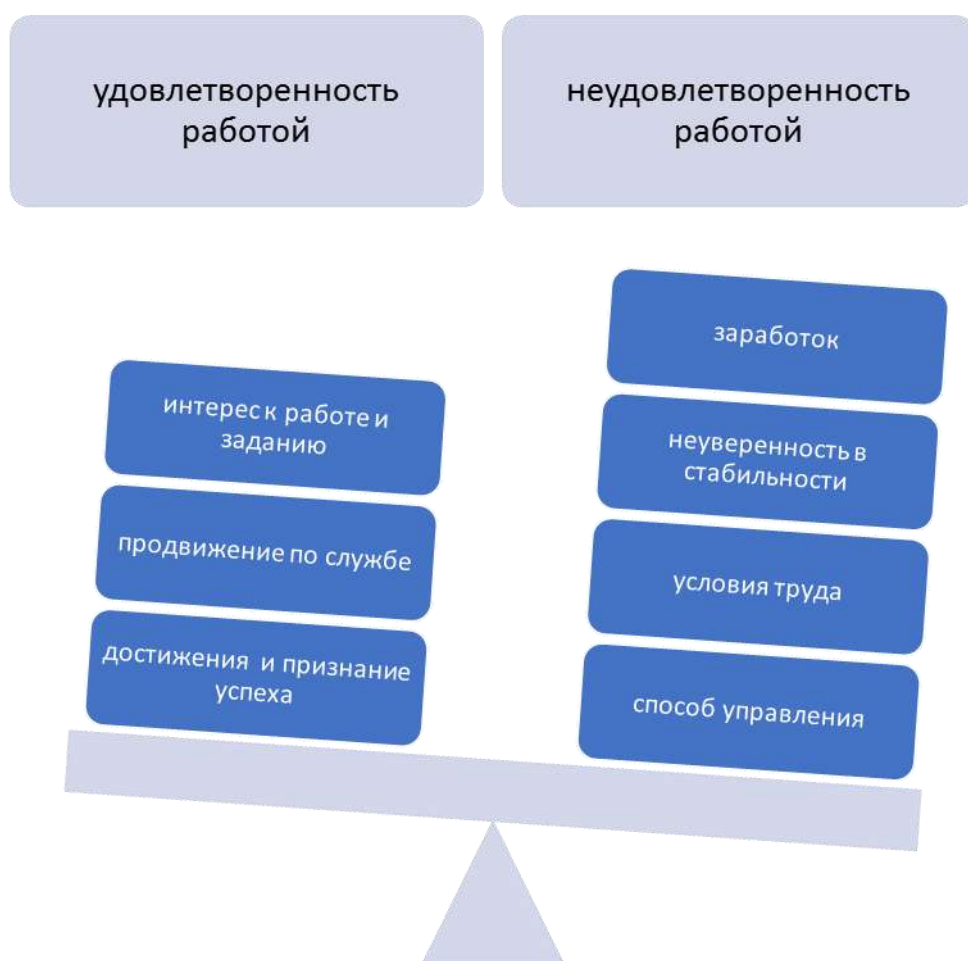 удовлетворенность
работой
неудовлетворенность
работой
интерес к работе и
заданию
продвижение по службе
достижения и признание
успеха
заработок
неуверенность в
стабильности
условия труда
способ управления